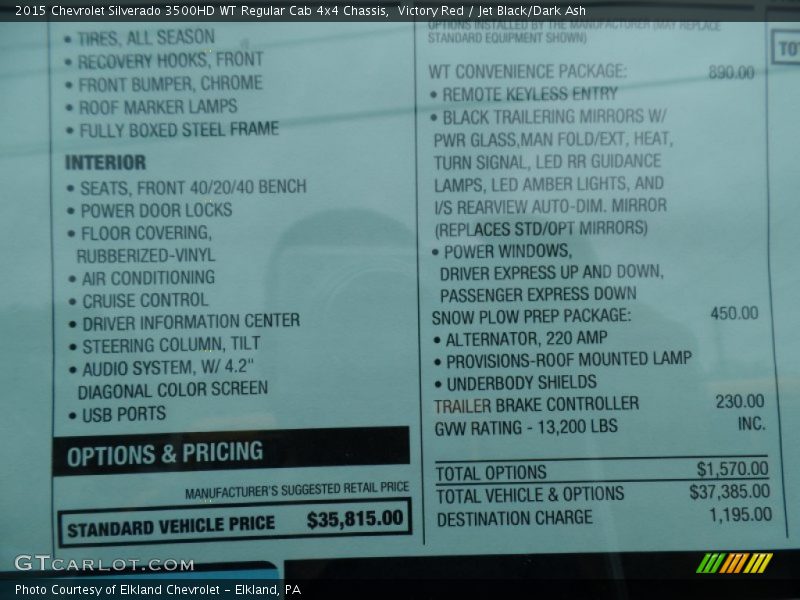 2015 Chevrolet Silverado 3500HD WT Regular Cab 4x4 Chassis,  Victory Red / Jet Black/Dark Ash
• TIRES, ALL SEASON
• RECOVERY HOOKS, FRONT
• FRONT BUMPER, CHROME
• ROOF MARKER LAMPS
• FULLY BOXED STEEL FRAME
INTERIOR
• SEATS, FRONT 40/20/40 BENCH
• POWER DOOR LOCKS
• FLOOR COVERING,
RUBBERIZED-VINYL
• AIR CONDITIONING
• CRUISE CONTROL
• DRIVER INFORMATION CENTER
• STEERING COLUMN, TILT
• AUDIO SYSTEM, W/ 4.2"
DIAGONAL COLOR SCREEN
• USB PORTS
OPTIONS & PRICING
MANUFACTURER'S SUGGESTED RETAIL PRICE
STANDARD VEHICLE PRICE $35,815.00
OPTIONS INSTALLED BY THE MANUFACTURER (MAY REPLACE
STANDARD EQUIPMENT SHOWN)
WT CONVENIENCE PACKAGE: 890.00
• REMOTE KEYLESS ENTRY
• BLACK TRAILERING MIRRORS W/
PWR GLASS,MAN FOLD/EXT, HEAT,
TURN SIGNAL, LED RR GUIDANCE
LAMPS, LED AMBER LIGHTS, AND
I/S REARVIEW AUTO-DIM. MIRROR
(REPLACES STD/OPT MIRRORS)
• POWER WINDOWS,
DRIVER EXPRESS UP AND DOWN,
PASSENGER EXPRESS DOWN
SNOW PLOW PREP PACKAGE: 450.00
• ALTERNATOR, 220 AMP
• PROVISIONS-ROOF MOUNTED LAMP
• UNDERBODY SHIELDS
TRAILER BRAKE CONTROLLER 230.00
GVW RATING - 13,200 LBS INC.
TOTAL OPTIONS $1,570.00
TOTAL VEHICLE & OPTIONS $37,385.00
DESTINATION CHARGE 1,195.00
GTCARLOT.COM
Photo Courtesy of Elkland Chevrolet - Elkland, PA